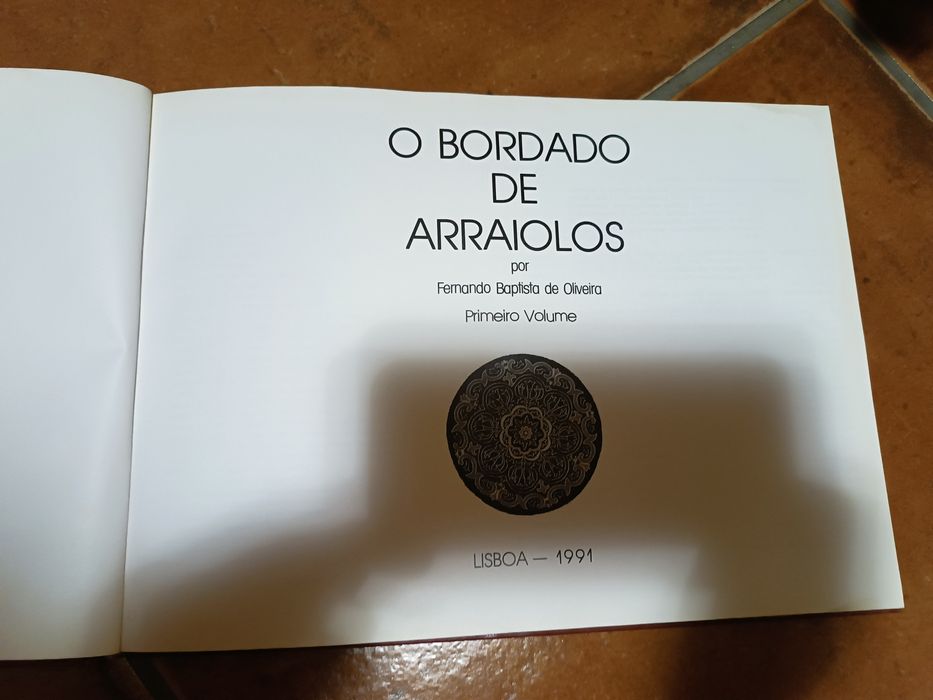 O BORDADO
DE
ARRAIOLOS
por
Fernando Baptista de Oliveira
Primeiro Volume
LISBOA — 1991